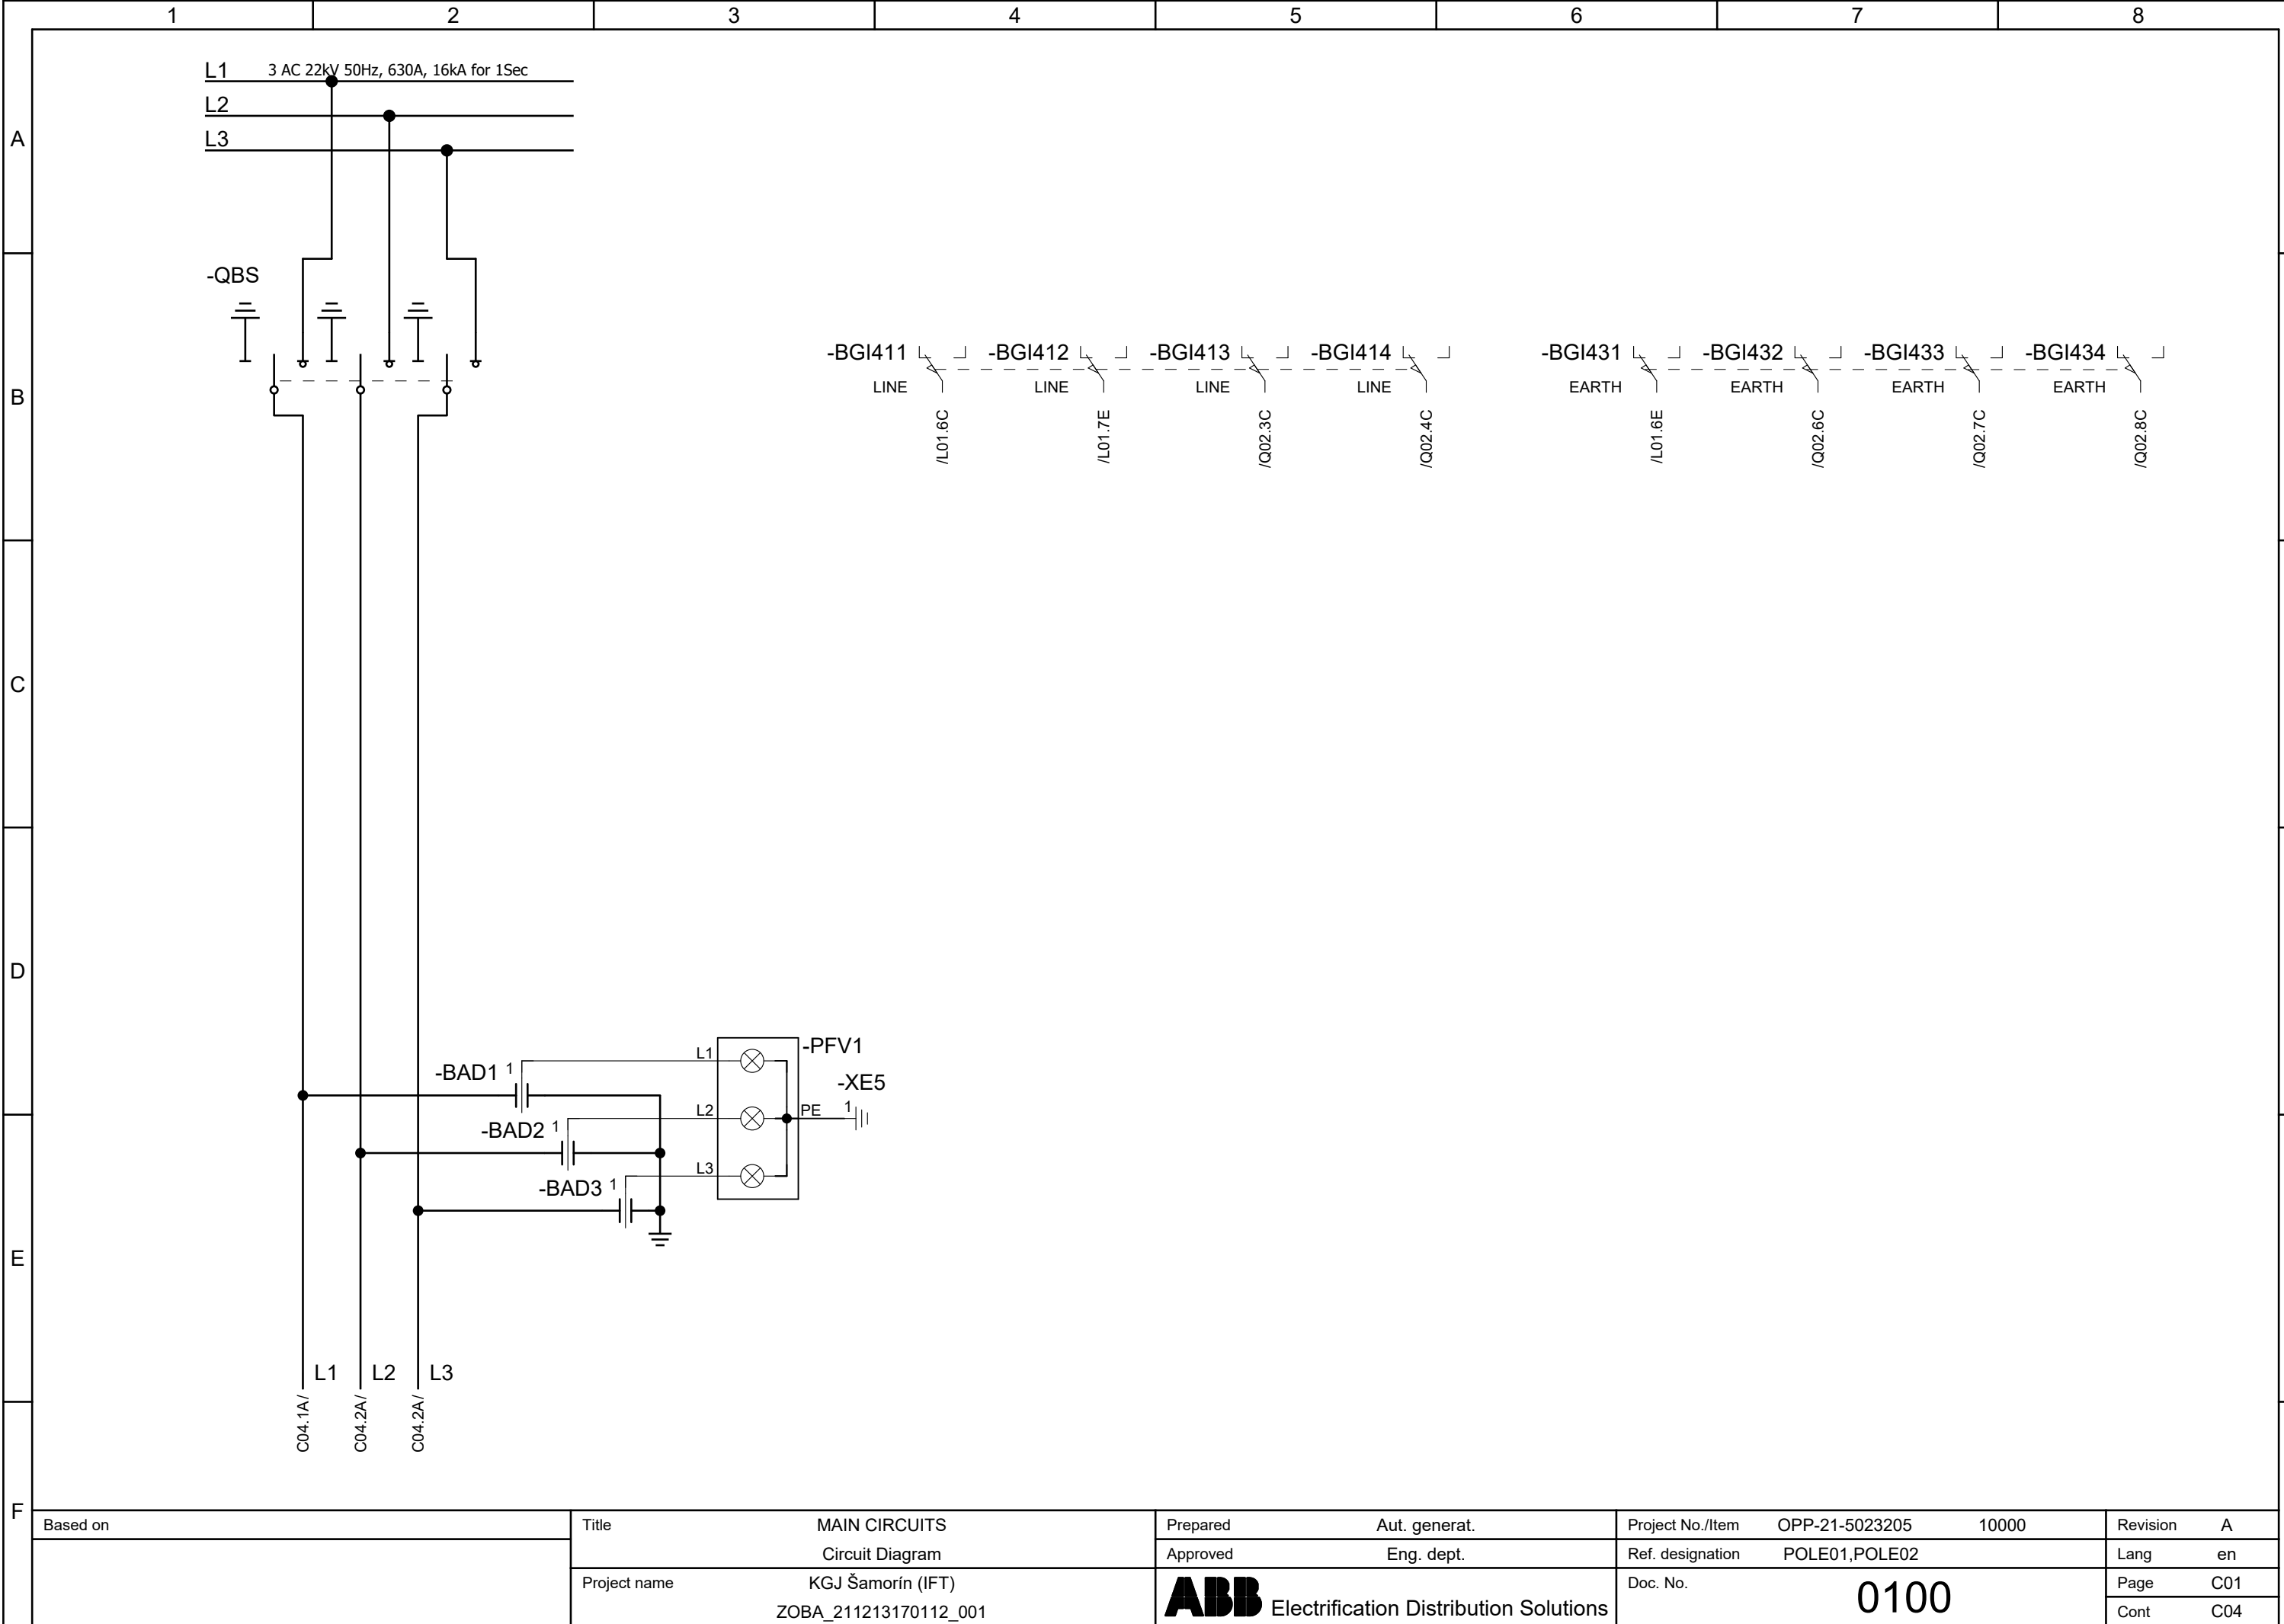 1 2 3 4 5 6 7 8
L1 3 AC 22kV 50Hz, 630A, 16kA for 1Sec
L2
L3
A
-QBS
-BGI411 -BGI412 -BGI413 -BGI414 -BGI431 -BGI432 -BGI433 -BGI434
LINE LINE LINE LINE EARTH EARTH EARTH EARTH
B
/L01.6C /L01.7E /Q02.3C /Q02.4C /L01.6E /Q02.6C /Q02.7C /Q02.8C
C
D
L1 -PFV1
-BAD1 1
-XE5
L2 PE 1
-BAD2 1
L3
-BAD3 1
E
L1 L2 L3
C04.1A/ C04.2A/ C04.2A/
F
Based on
Title MAIN CIRCUITS
Circuit Diagram
Project name KGJ Šamorín (IFT)
ZOBA_211213170112_001
Prepared Aut. generat.
Approved Eng. dept.
ABB Electrification Distribution Solutions
Project No./Item OPP-21-5023205 10000
Ref. designation POLE01,POLE02
Doc. No. 0100
Revision A
Lang en
Page C01
Cont C04